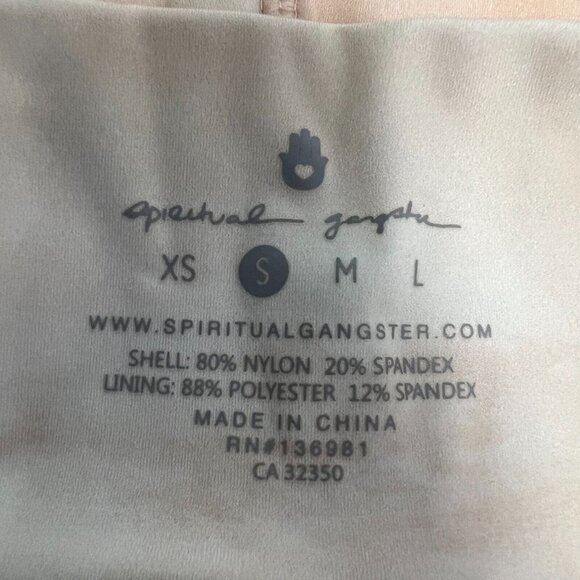 spiritual gangster
XS S M L
WWW.SPIRITUALGANGSTER.COM
SHELL: 80% NYLON 20% SPANDEX
LINING: 88% POLYESTER 12% SPANDEX
MADE IN CHINA
RN#136981
CA 32350